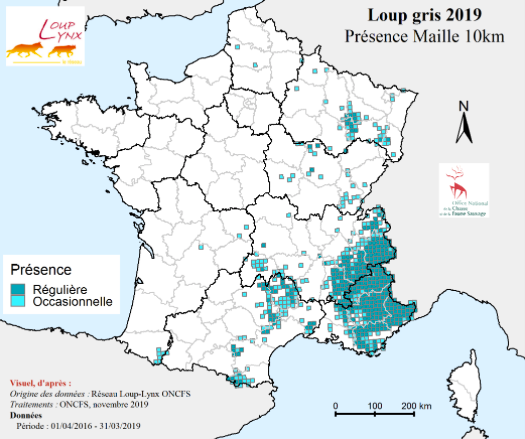 LOUP
LYNX
Loup gris 2019
Présence Maille 10km
N
Office National
de la Chasse
et de la
Faune Sauvage
Présence
Régulière
Occasionnelle
Visuel, d'après :
Origine des données : Réseau Loup-Lynx ONCFS
Traitements : ONCFS, novembre 2019
Données
Période : 01/04/2016 - 31/03/2019
0 100 200 km